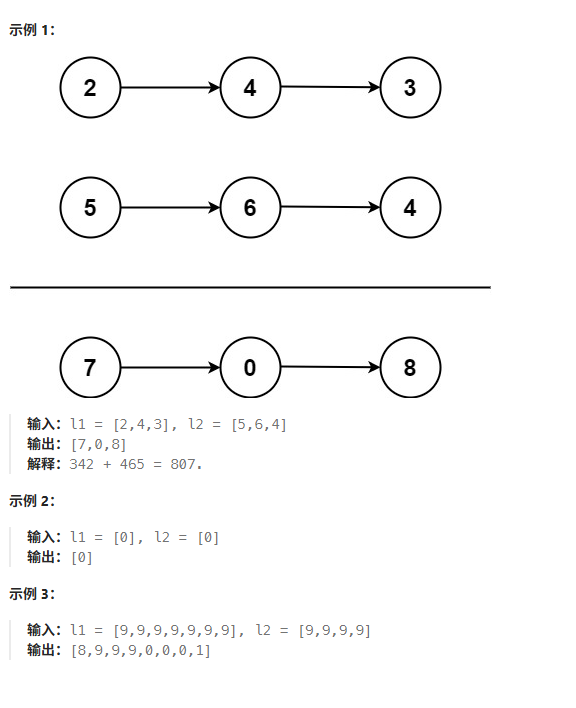 示例 1：
2 4 3
5 6 4
7 0 8
输入：l1 = [2,4,3], l2 = [5,6,4]
输出：[7,0,8]
解释：342 + 465 = 807.
示例 2：
输入：l1 = [0], l2 = [0]
输出：[0]
示例 3：
输入：l1 = [9,9,9,9,9,9,9], l2 = [9,9,9,9]
输出：[8,9,9,9,0,0,0,1]